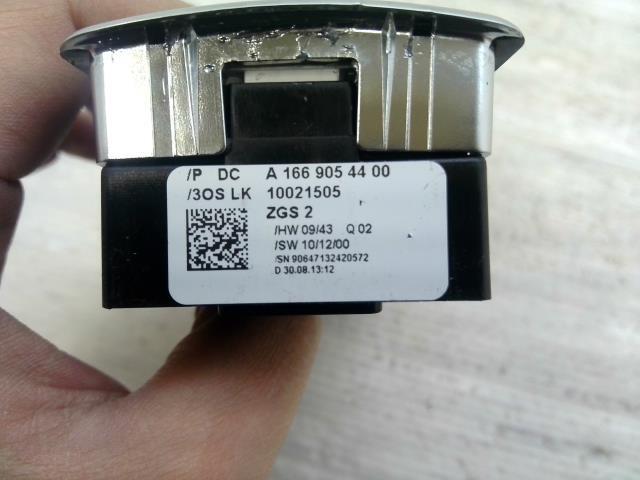 /P DC A 166 905 44 00
/3OS LK 10021505
ZGS 2
/HW 09/43 Q 02
/SW 10/12/00
/SN 90647132420572
D 30.08.13:12